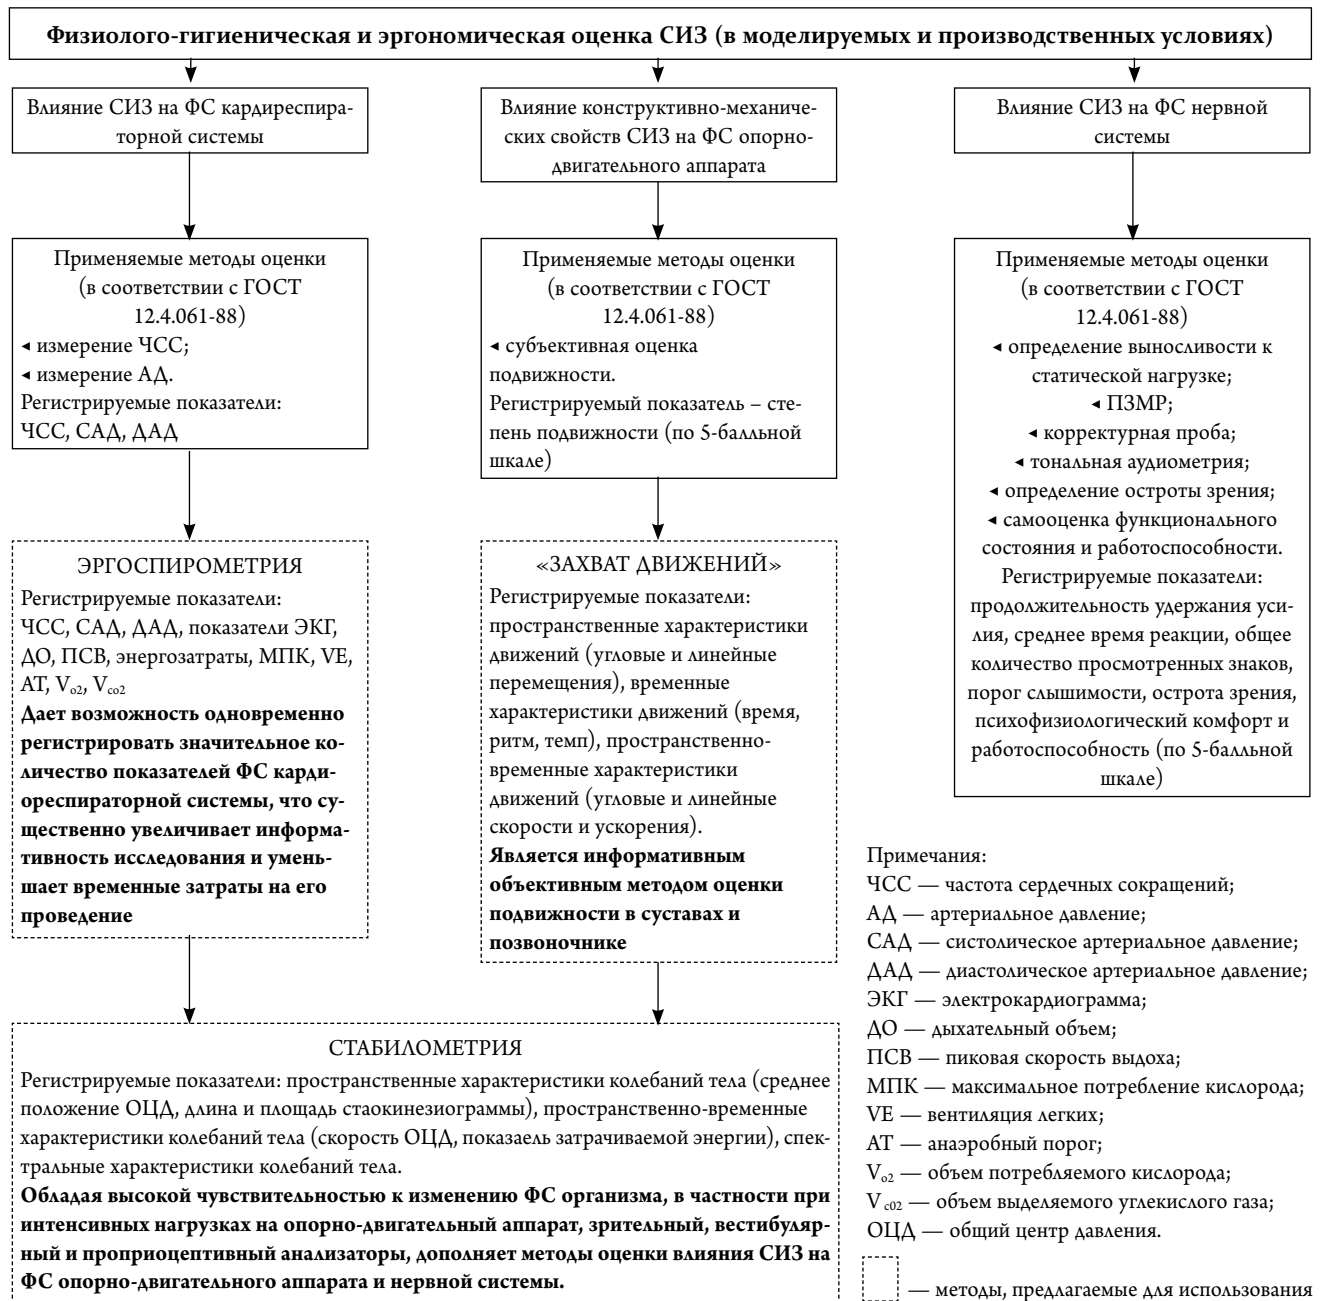 Физиолого-гигиеническая и эргономическая оценка СИЗ (в моделируемых и производственных условиях)
Влияние СИЗ на ФС кардиреспира-
торной системы
Влияние конструктивно-механиче-
ских свойств СИЗ на ФС опорно-
двигательного аппарата
Влияние СИЗ на ФС нервной
системы
Применяемые методы оценки
(в соответствии с ГОСТ
12.4.061-88)
◂ измерение ЧСС;
◂ измерение АД.
Регистрируемые показатели:
ЧСС, САД, ДАД
Применяемые методы оценки
(в соответствии с ГОСТ
12.4.061-88)
◂ субъективная оценка
подвижности.
Регистрируемый показатель – сте-
пень подвижности (по 5-балльной
шкале)
Применяемые методы оценки
(в соответствии с ГОСТ
12.4.061-88)
◂ определение выносливости к
статической нагрузке;
◂ ПЗМР;
◂ корректурная проба;
◂ тональная аудиометрия;
◂ определение остроты зрения;
◂ самооценка функционального
состояния и работоспособности.
Регистрируемые показатели:
продолжительность удержания уси-
лия, среднее время реакции, общее
количество просмотренных знаков,
порог слышимости, острота зрения,
психофизиологический комфорт и
работоспособность (по 5-балльной
шкале)
ЭРГОСПИРОМЕТРИЯ
Регистрируемые показатели:
ЧСС, САД, ДАД, показатели ЭКГ,
ДО, ПСВ, энергозатраты, МПК, VE,
АТ, Vo2, Vco2
Дает возможность одновременно
регистрировать значительное ко-
личество показателей ФС карди-
ореспираторной системы, что су-
щественно увеличивает информа-
тивность исследования и умень-
шает временные затраты на его
проведение
«ЗАХВАТ ДВИЖЕНИЙ»
Регистрируемые показатели:
пространственные характеристики
движений (угловые и линейные
перемещения), временные
характеристики движений (время,
ритм, темп), пространственно-
временные характеристики
движений (угловые и линейные
скорости и ускорения).
Является информативным
объективным методом оценки
подвижности в суставах и
позвоночнике
СТАБИЛОМЕТРИЯ
Регистрируемые показатели: пространственные характеристики колебаний тела (среднее
положение ОЦД, длина и площадь стаокинезиограммы), пространственно-временные
характеристики колебаний тела (скорость ОЦД, показаель затрачиваемой энергии), спек-
тральные характеристики колебаний тела.
Обладая высокой чувствительностью к изменению ФС организма, в частности при
интенсивных нагрузках на опорно-двигательный аппарат, зрительный, вестибуляр-
ный и проприоцептивный анализаторы, дополняет методы оценки влияния СИЗ на
ФС опорно-двигательного аппарата и нервной системы.
Примечания:
ЧСС — частота сердечных сокращений;
АД — артериальное давление;
САД — систолическое артериальное давление;
ДАД — диастолическое артериальное давление;
ЭКГ — электрокардиограмма;
ДО — дыхательный объем;
ПСВ — пиковая скорость выдоха;
МПК — максимальное потребление кислорода;
VE — вентиляция легких;
АТ — анаэробный порог;
Vo2 — объем потребляемого кислорода;
Vc02 — объем выделяемого углекислого газа;
ОЦД — общий центр давления.
— методы, предлагаемые для использования